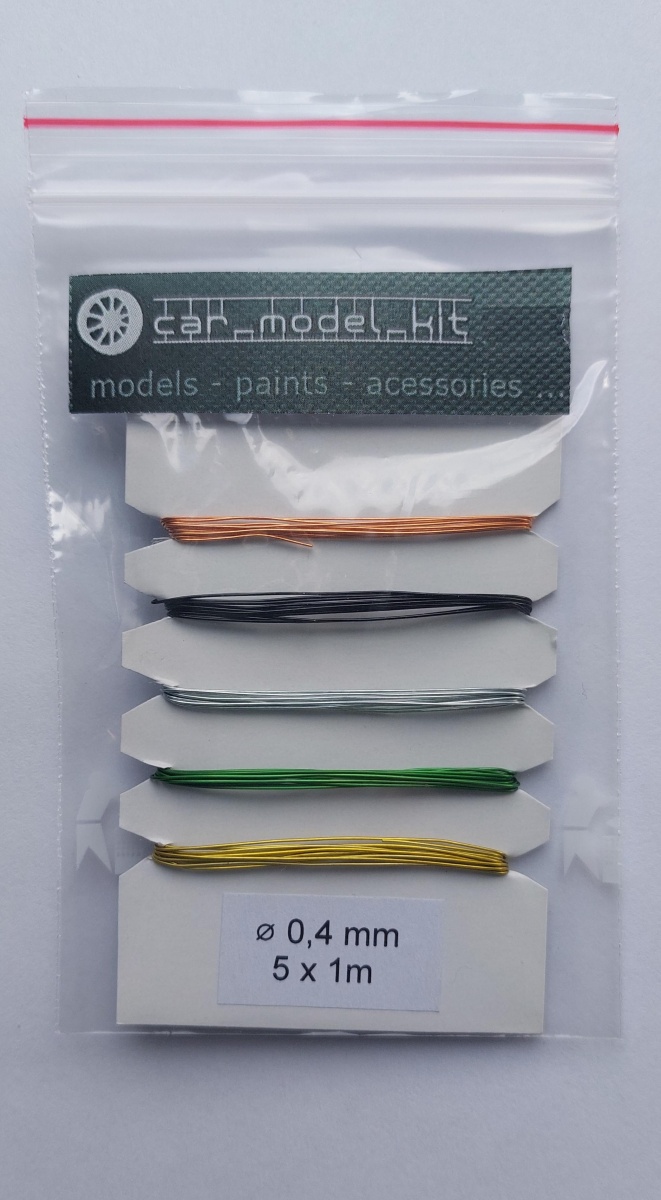 car_model_kit
models - paints - acessories ...
⌀ 0,4 mm
5 x 1m